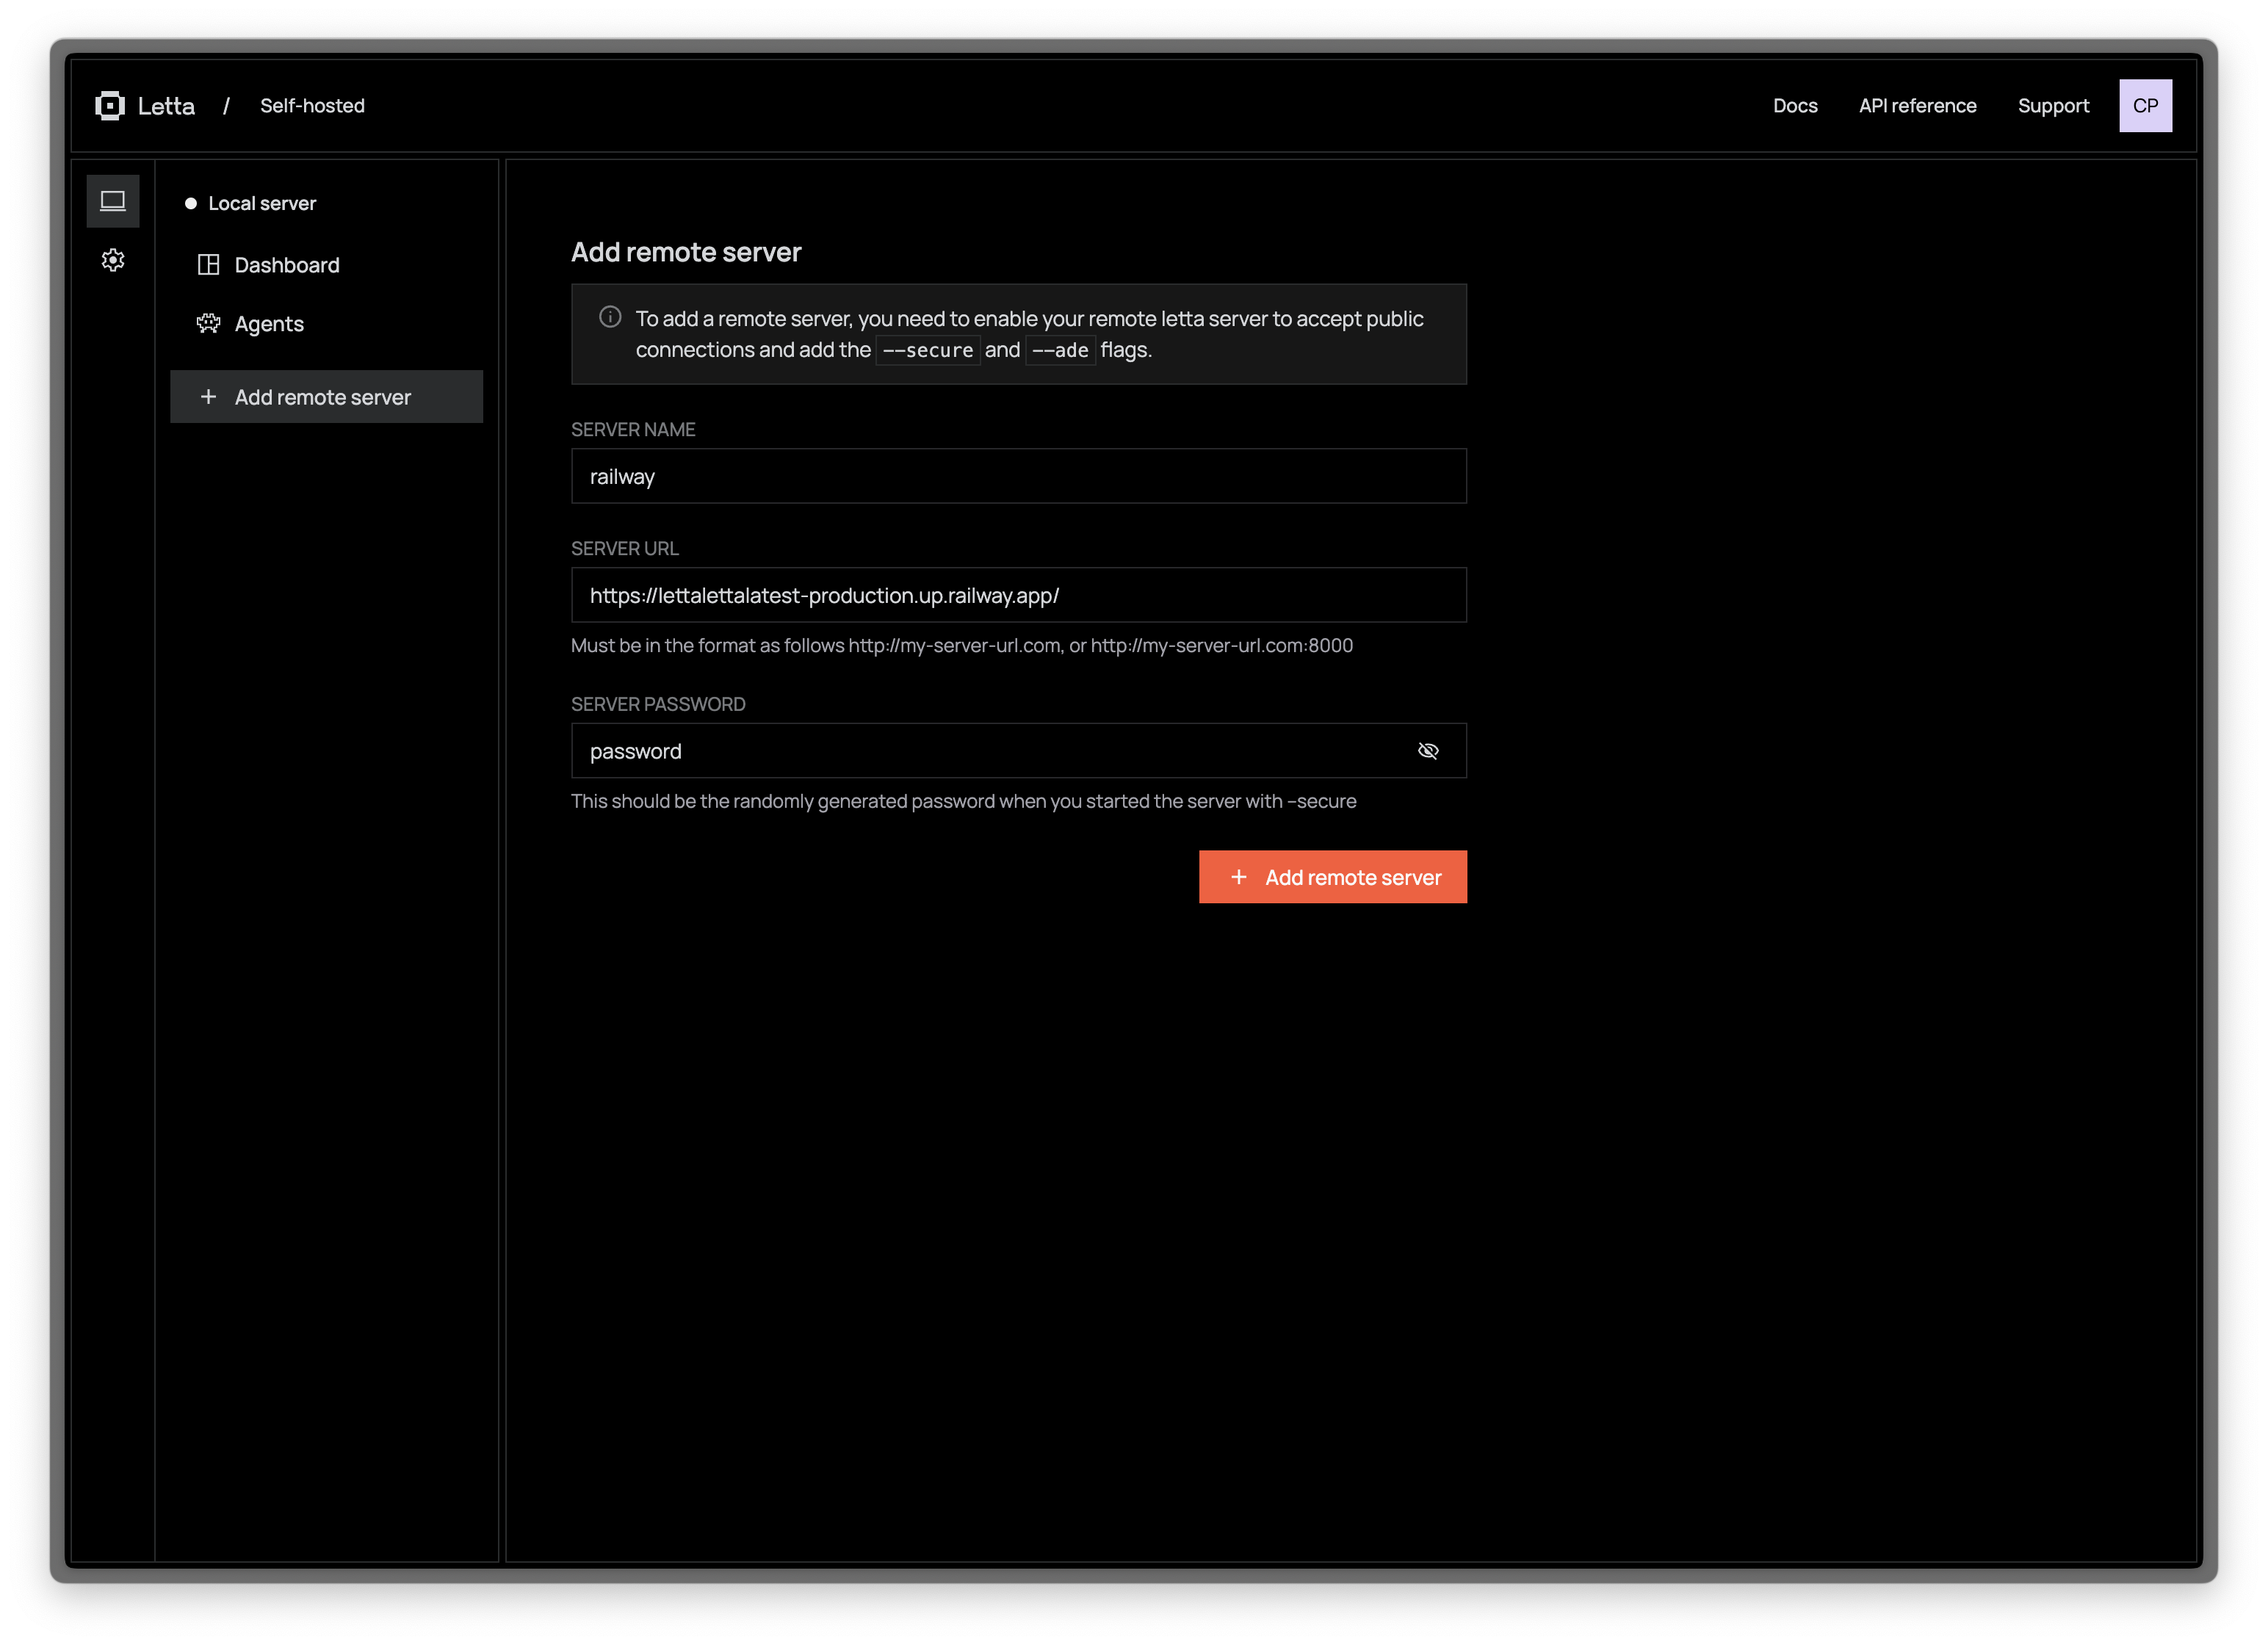 Letta / Self-hosted
Docs API reference Support CP
Local server
Dashboard
Agents
+ Add remote server
Add remote server
To add a remote server, you need to enable your remote letta server to accept public
connections and add the --secure and --ade flags.
SERVER NAME
railway
SERVER URL
https://lettalettalatest-production.up.railway.app/
Must be in the format as follows http://my-server-url.com, or http://my-server-url.com:8000
SERVER PASSWORD
password
This should be the randomly generated password when you started the server with –secure
+ Add remote server